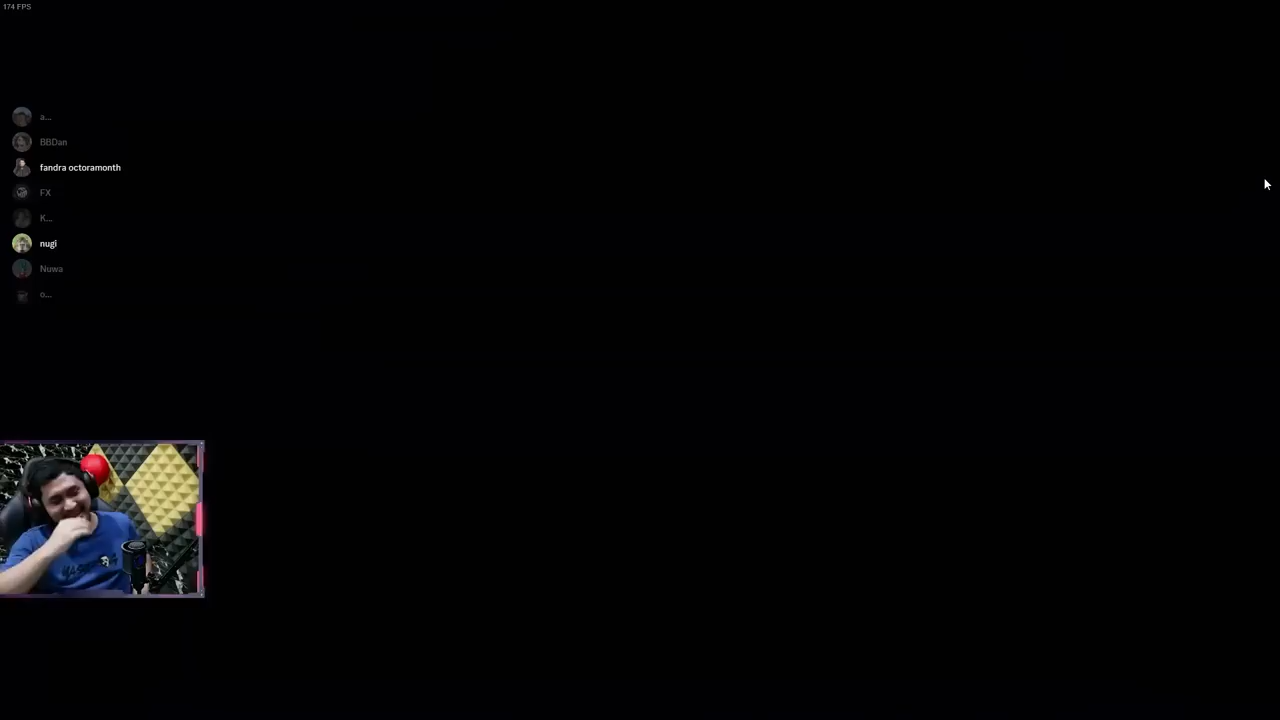 174 FPS
a...
BBDan
fandra octoramonth
FX
K...
nugi
Nuwa
o...